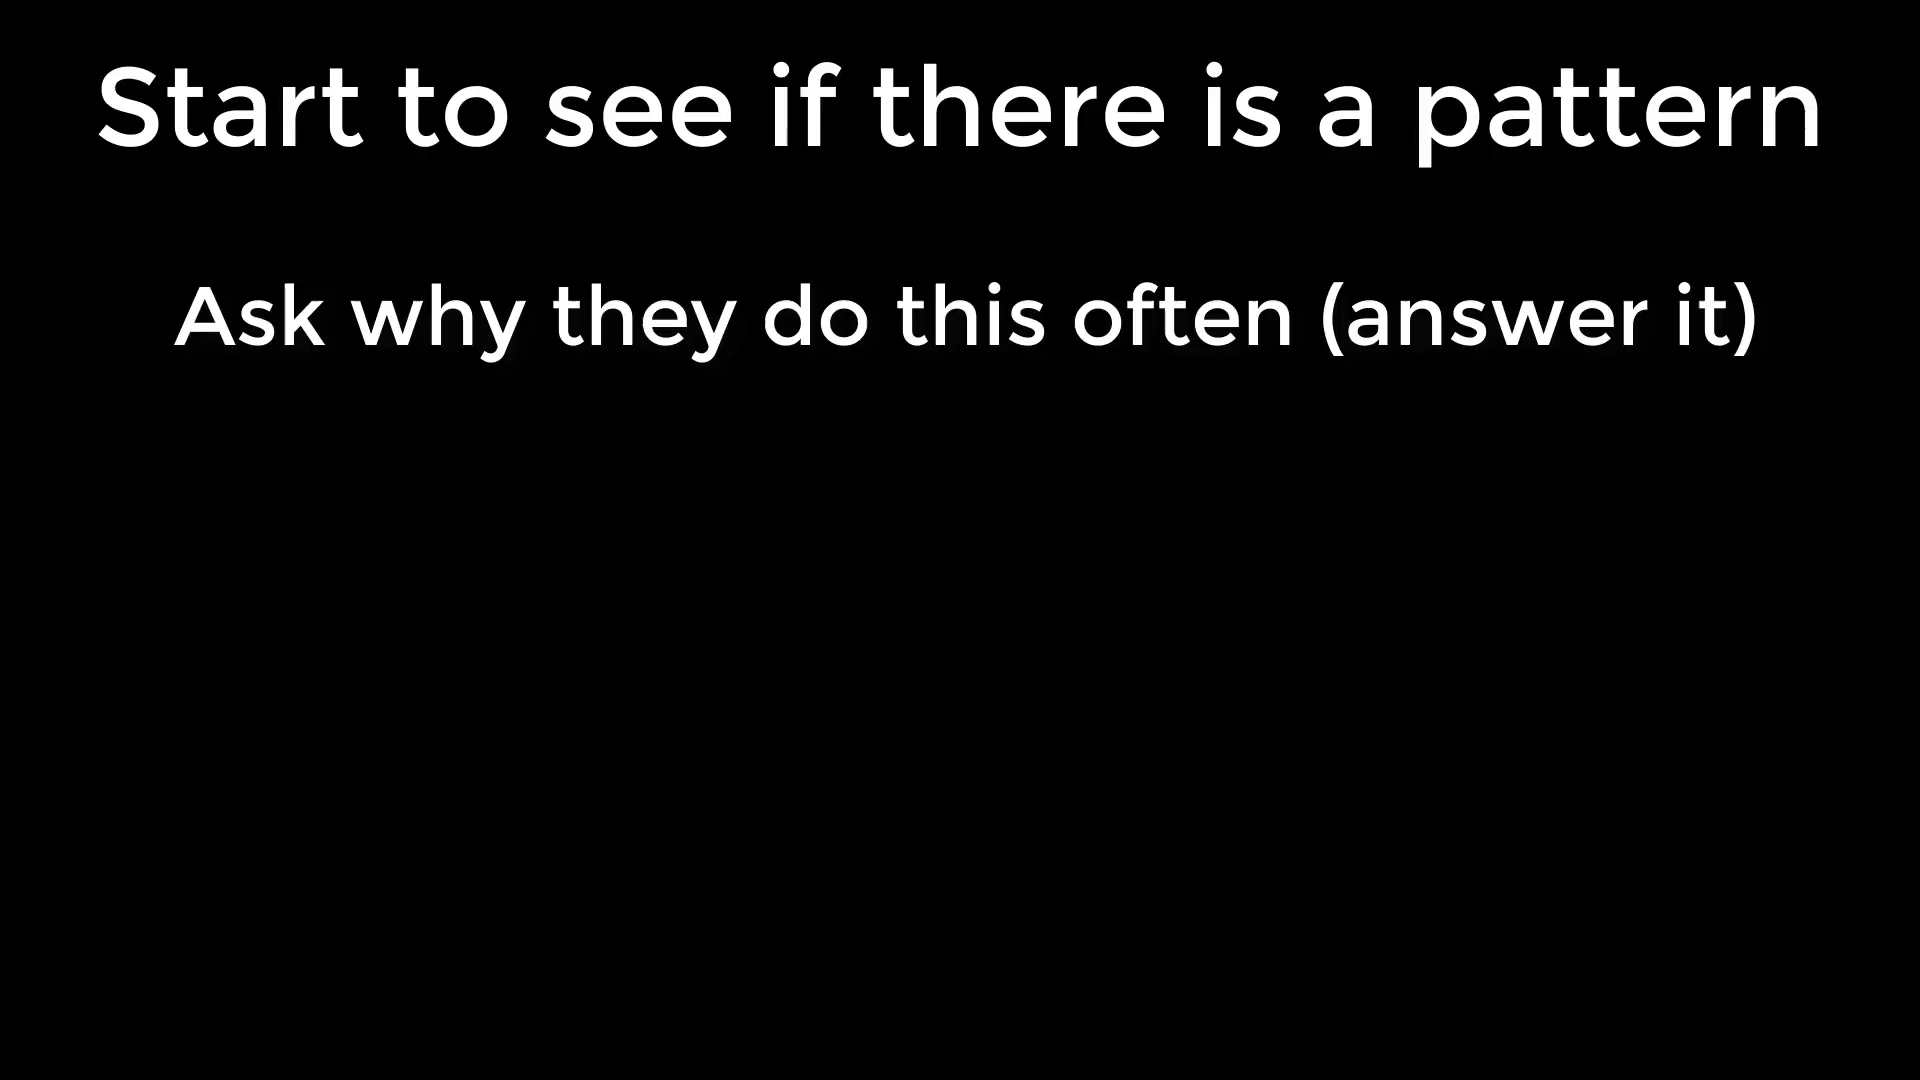 Start to see if there is a pattern
Ask why they do this often (answer it)